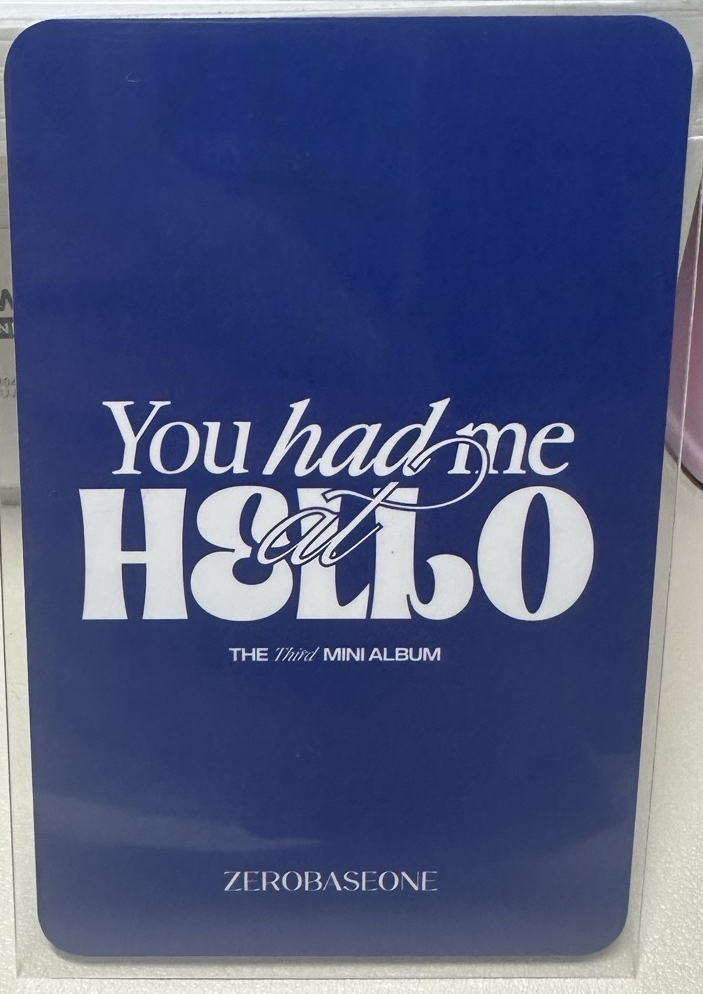 You had me
at
HELLO
THE Third MINI ALBUM
ZEROBASEONE